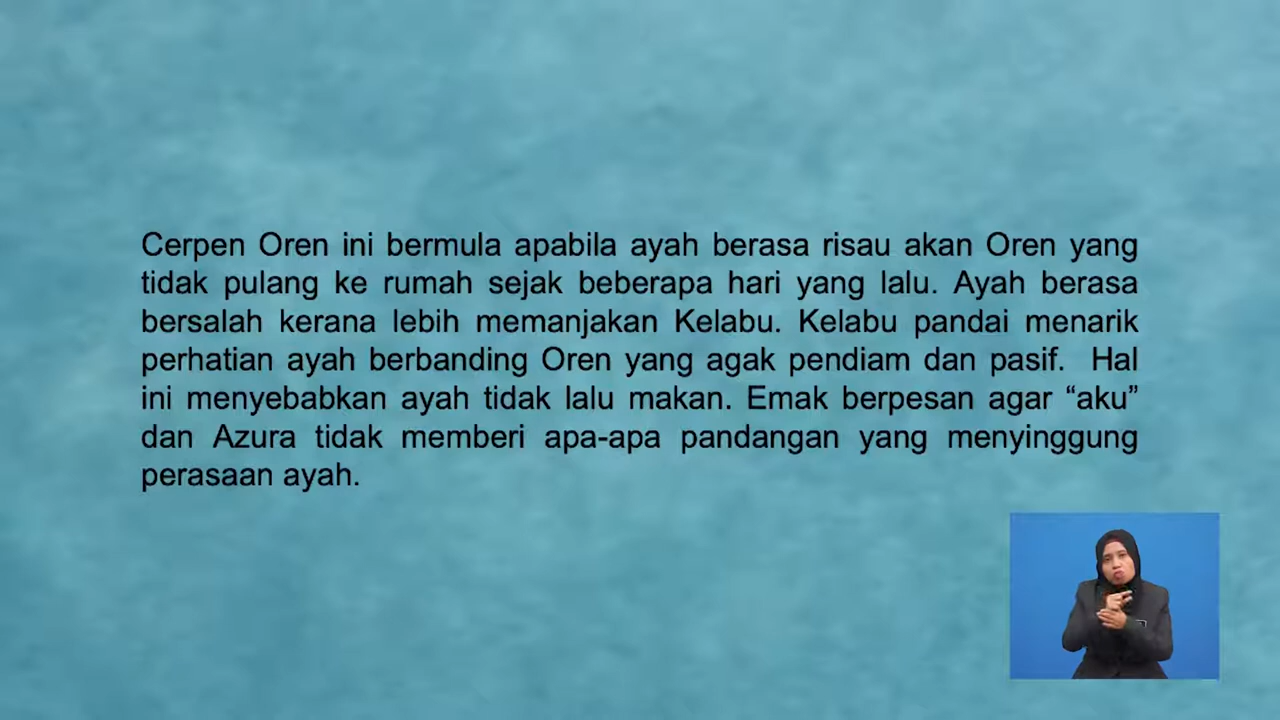 Cerpen Oren ini bermula apabila ayah berasa risau akan Oren yang
tidak pulang ke rumah sejak beberapa hari yang lalu. Ayah berasa
bersalah kerana lebih memanjakan Kelabu. Kelabu pandai menarik
perhatian ayah berbanding Oren yang agak pendiam dan pasif.  Hal
ini menyebabkan ayah tidak lalu makan. Emak berpesan agar “aku”
dan Azura tidak memberi apa-apa pandangan yang menyinggung
perasaan ayah.